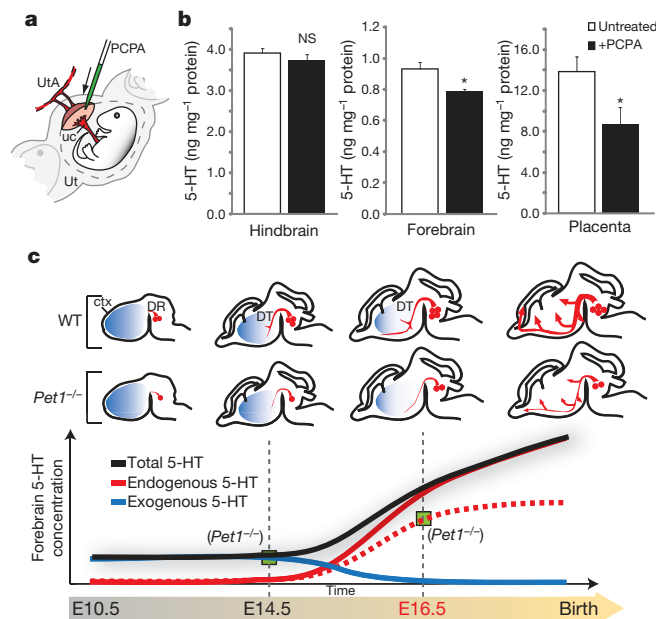 a
PCPA
UtA
uc
Ut
b
Untreated
+PCPA
5-HT (ng mg⁻¹ protein)
4.0
3.0
2.0
1.0
0.0
NS
Hindbrain
5-HT (ng mg⁻¹ protein)
1.2
1.0
0.8
0.6
0.4
0.2
0
*
Forebrain
5-HT (ng mg⁻¹ protein)
16.0
12.0
8.0
4.0
0.0
*
Placenta
c
WT
ctx
DR
DT
DT
Pet1⁻/⁻
Forebrain 5-HT
concentration
Total 5-HT
Endogenous 5-HT
Exogenous 5-HT
(Pet1⁻/⁻)
(Pet1⁻/⁻)
Time
E10.5
E14.5
E16.5
Birth